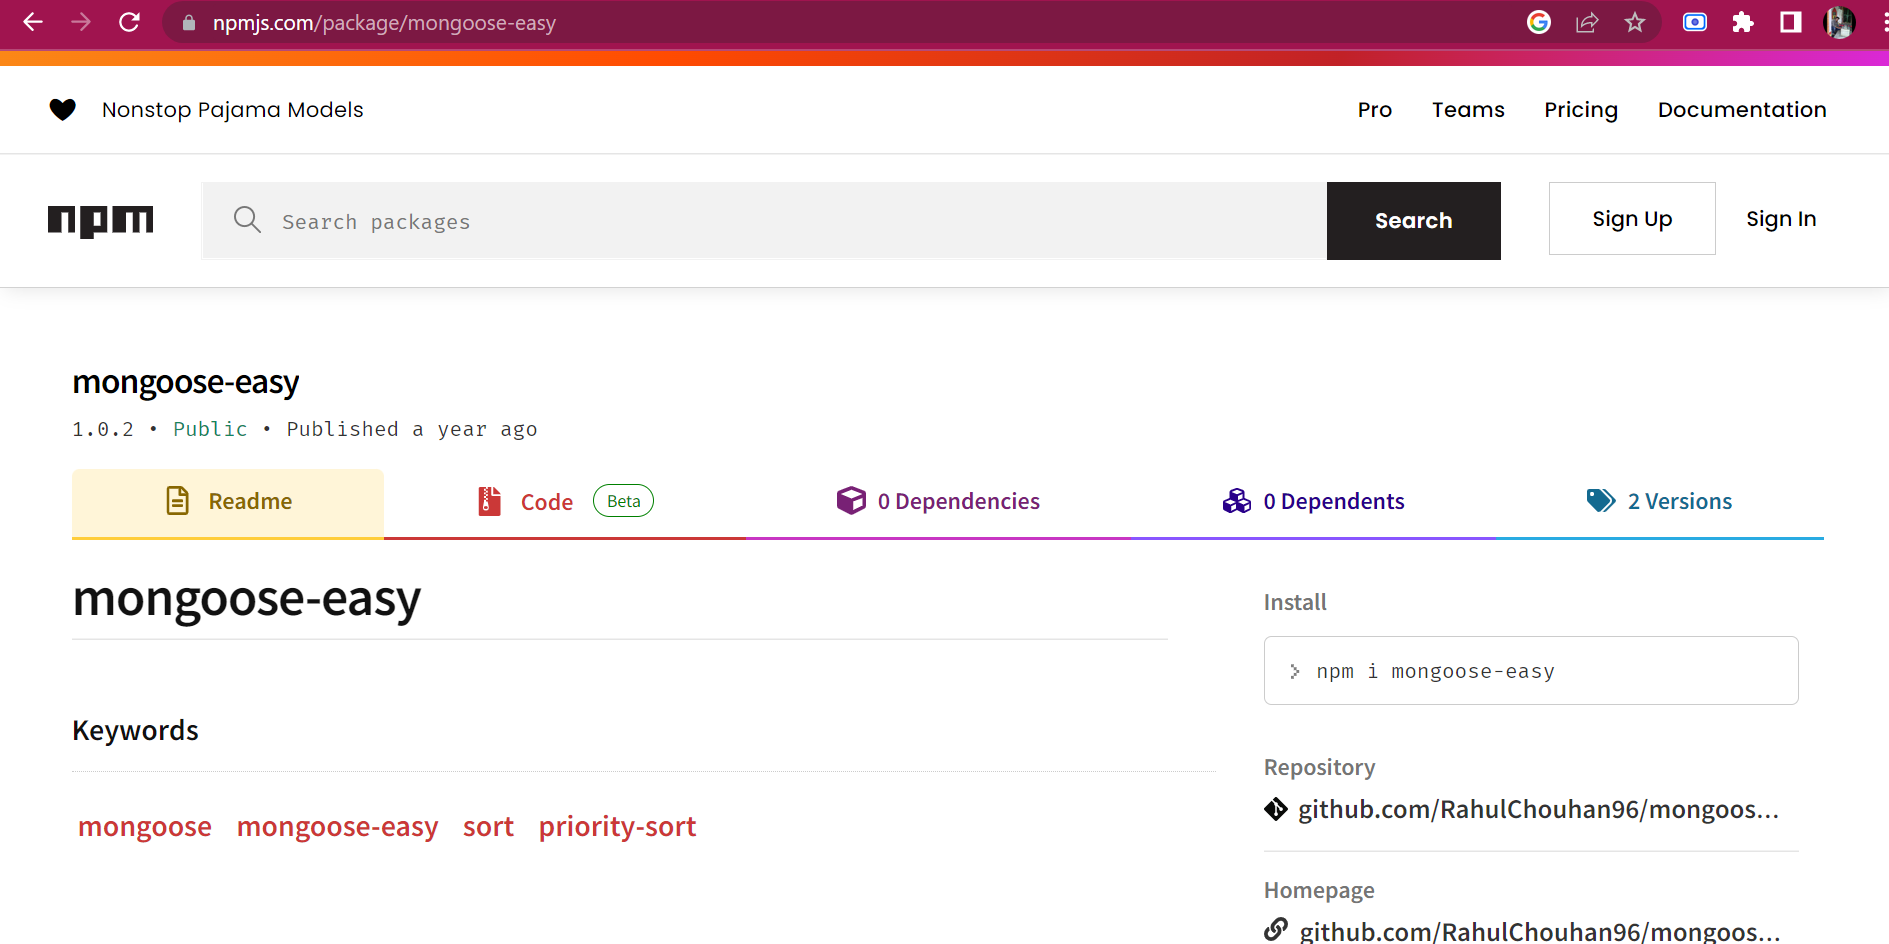 npmjs.com/package/mongoose-easy
Nonstop Pajama Models
Pro Teams Pricing Documentation
npm
Search packages
Search
Sign Up
Sign In
mongoose-easy
1.0.2 • Public • Published a year ago
Readme
Code Beta
0 Dependencies
0 Dependents
2 Versions
mongoose-easy
Keywords
mongoose mongoose-easy sort priority-sort
Install
npm i mongoose-easy
Repository
github.com/RahulChouhan96/mongoos...
Homepage
github.com/RahulChouhan96/mongoos...